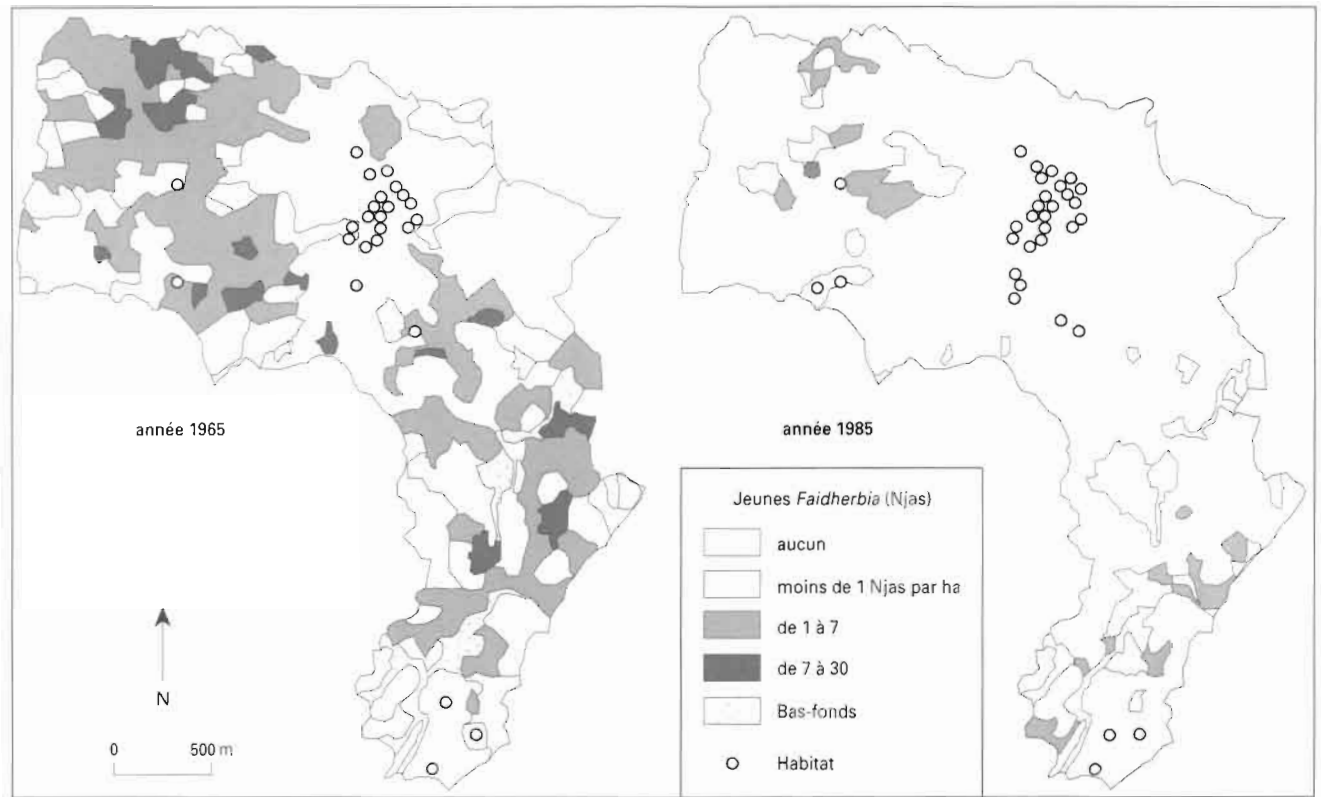 année 1965
année 1985
Jeunes Faidherbia (Njas)
aucun
moins de 1 Njas par ha
de 1 à 7
de 7 à 30
Bas-fonds
Habitat
N
0 500 m